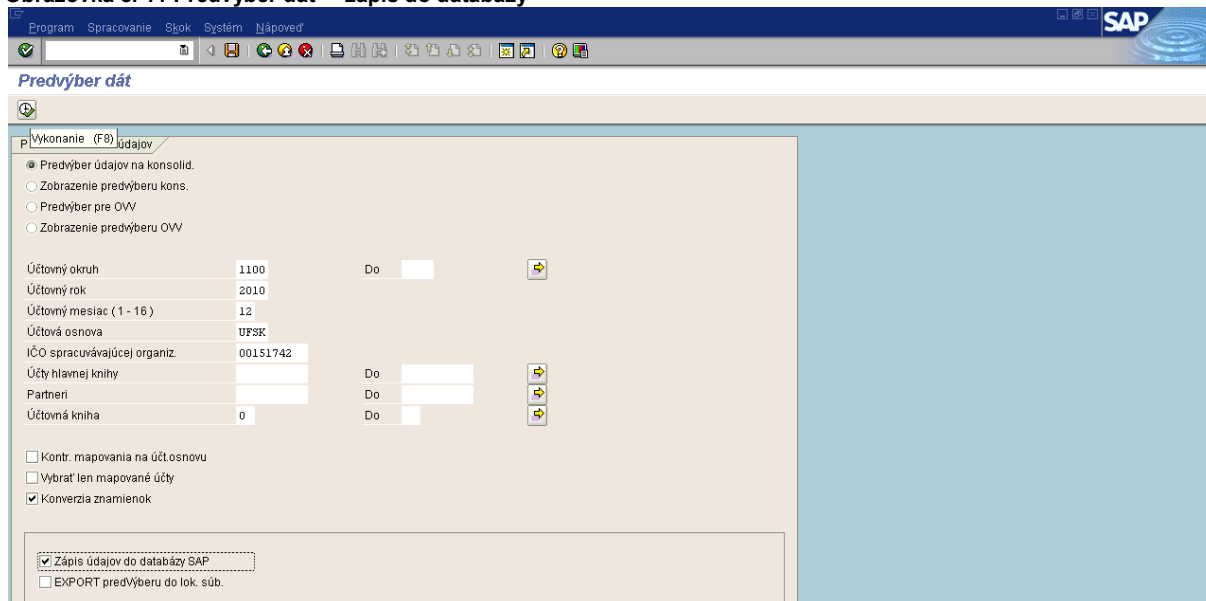 Program Spracovanie Skok Systém Nápoveď
SAP
Predvýber dát
Vykonanie (F8)
P údajov
Predvýber údajov na konsolid.
Zobrazenie predvýberu kons.
Predvýber pre OVV
Zobrazenie predvýberu OVV
Účtovný okruh 1100 Do
Účtovný rok 2010
Účtovný mesiac ( 1 - 16 ) 12
Účtová osnova UFSK
IČO spracuvávajúcej organiz. 00151742
Účty hlavnej knihy Do
Partneri Do
Účtovná kniha 0 Do
Kontr. mapovania na účt.osnovu
Vybrať len mapované účty
Konverzia znamienok
Zápis údajov do databázy SAP
EXPORT predVýberu do lok. súb.